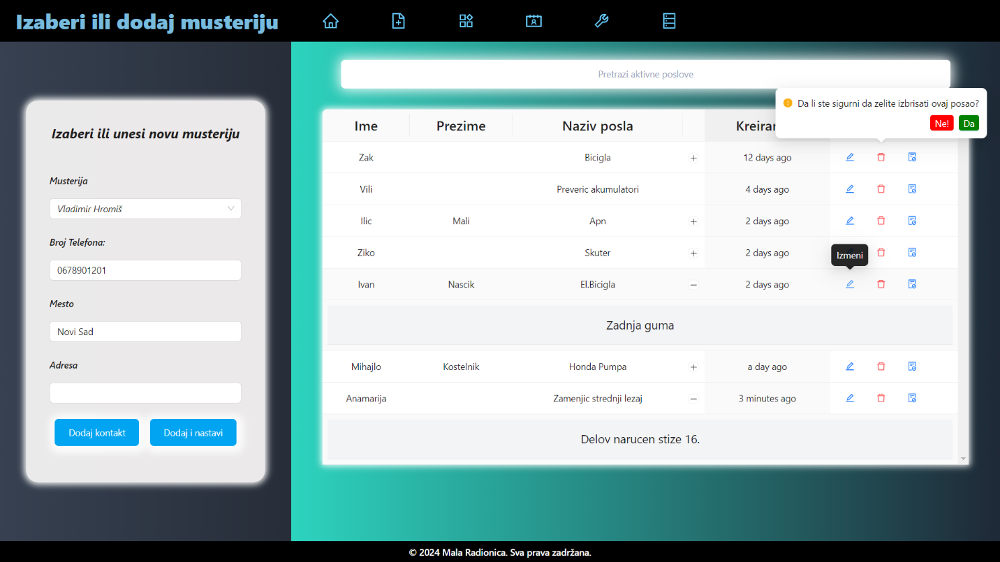 Izaberi ili dodaj musteriju
Izaberi ili unesi novu musteriju
Musterija
Vladimir Hromiš
Broj Telefona:
0678901201
Mesto
Novi Sad
Adresa
Dodaj kontakt Dodaj i nastavi
Pretrazi aktivne poslove
Da li ste sigurni da zelite izbrisati ovaj posao?
Ne! Da
Ime Prezime Naziv posla
Zak Bicigla 12 days ago
Vili Preveric akumulatori 4 days ago
Ilic Mali Apn 2 days ago
Ziko Skuter 2 days ago
Izmeni
Ivan Nascik El.Bicigla 2 days ago
Zadnja guma
Mihajlo Kostelnik Honda Pumpa a day ago
Anamarija Zamenjic strednji lezaj 3 minutes ago
Delov narucen stize 16.
© 2024 Mala Radionica. Sva prava zadržana.